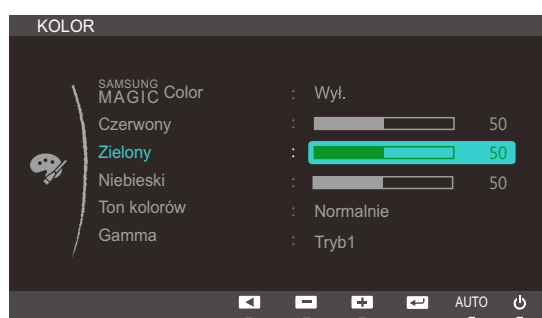 KOLOR
SAMSUNG
MAGIC Color : Wył.
Czerwony : 50
Zielony : 50
Niebieski : 50
Ton kolorów : Normalnie
Gamma : Tryb1
AUTO